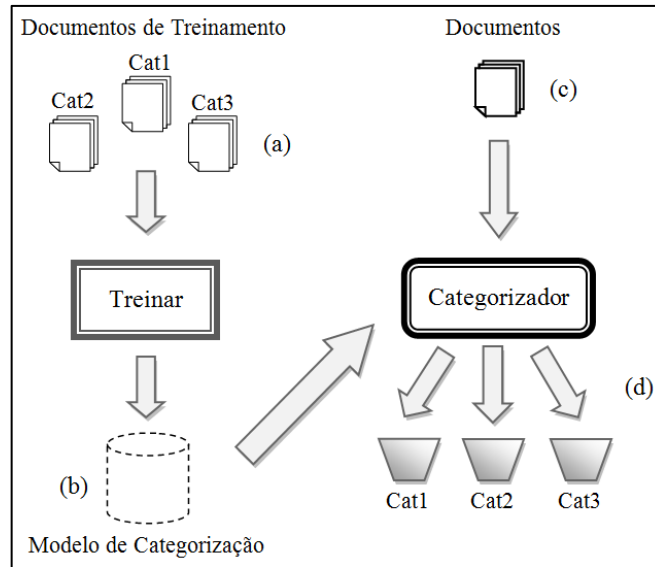 Documentos de Treinamento
Cat1
Cat2
Cat3
(a)
Treinar
(b)
Modelo de Categorização
Documentos
(c)
Categorizador
(d)
Cat1
Cat2
Cat3